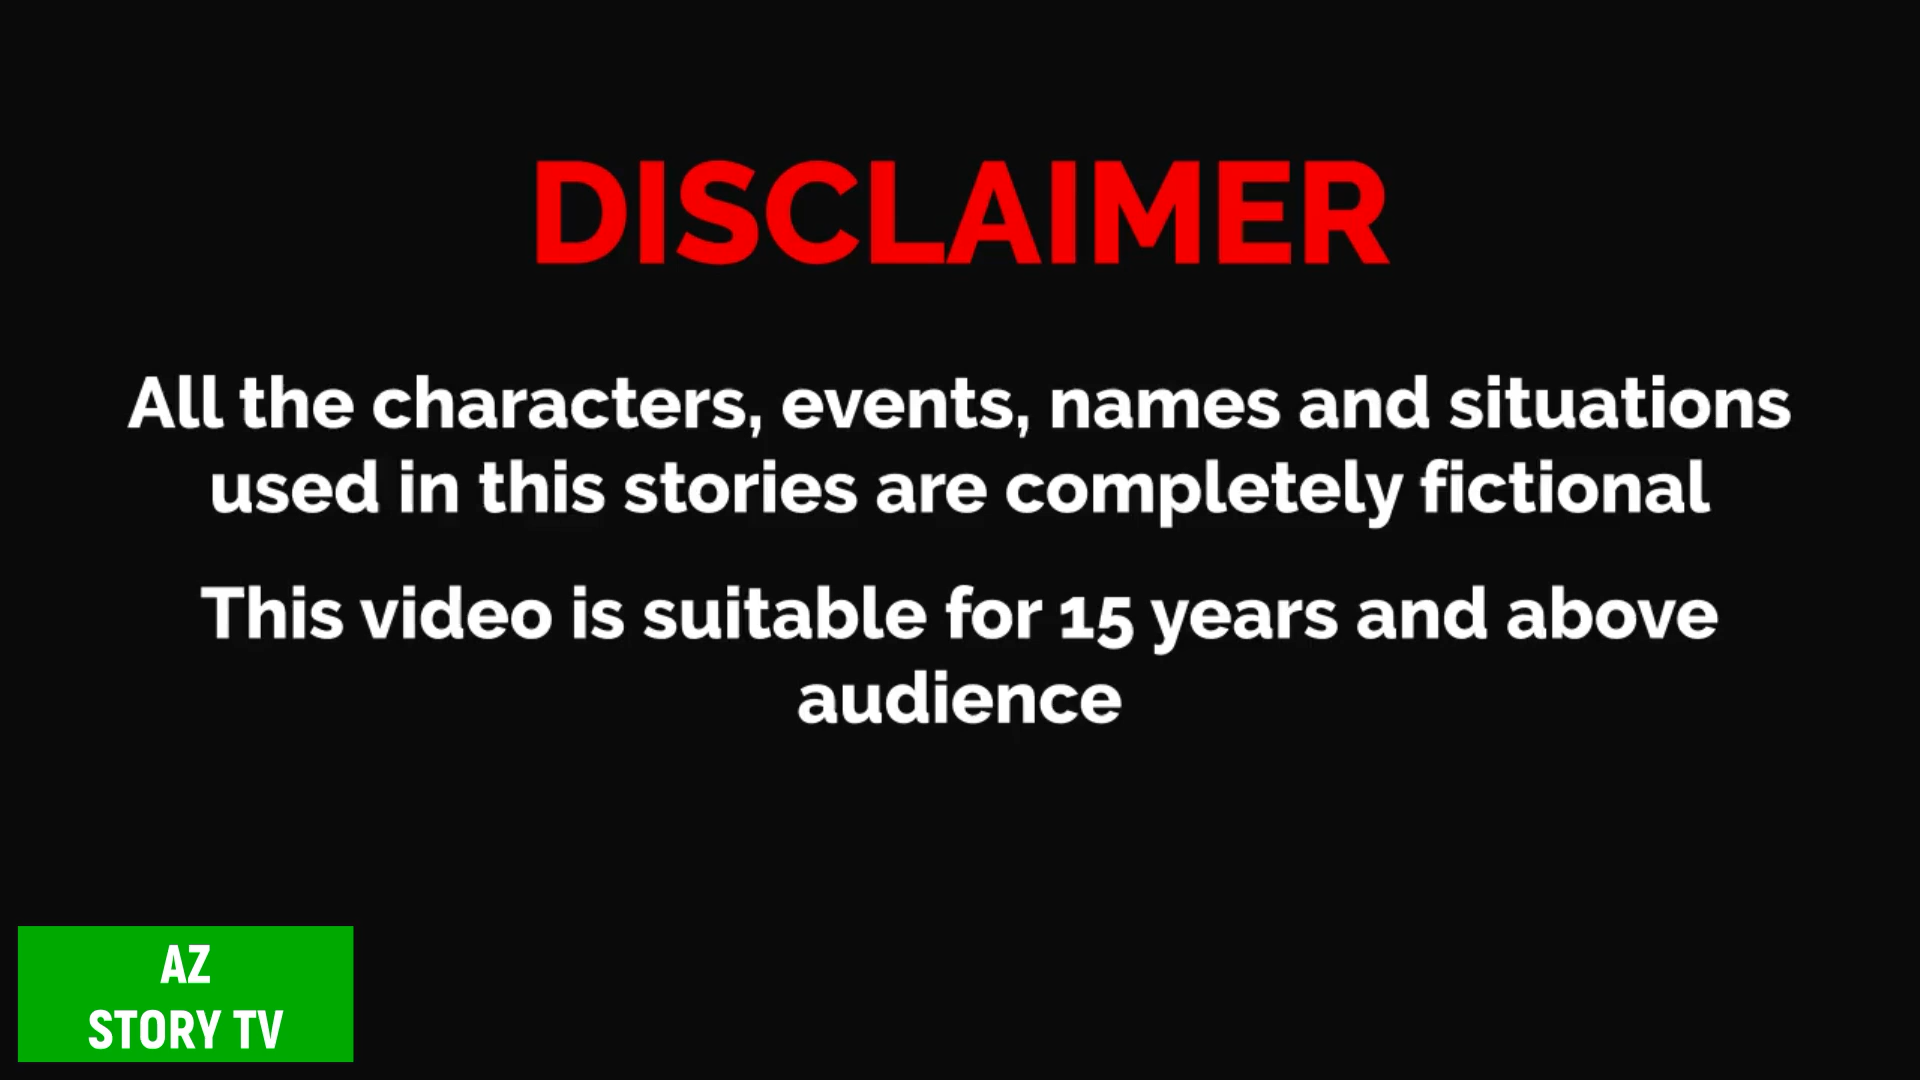 DISCLAIMER
All the characters, events, names and situations
used in this stories are completely fictional
This video is suitable for 15 years and above
audience
AZ
STORY TV